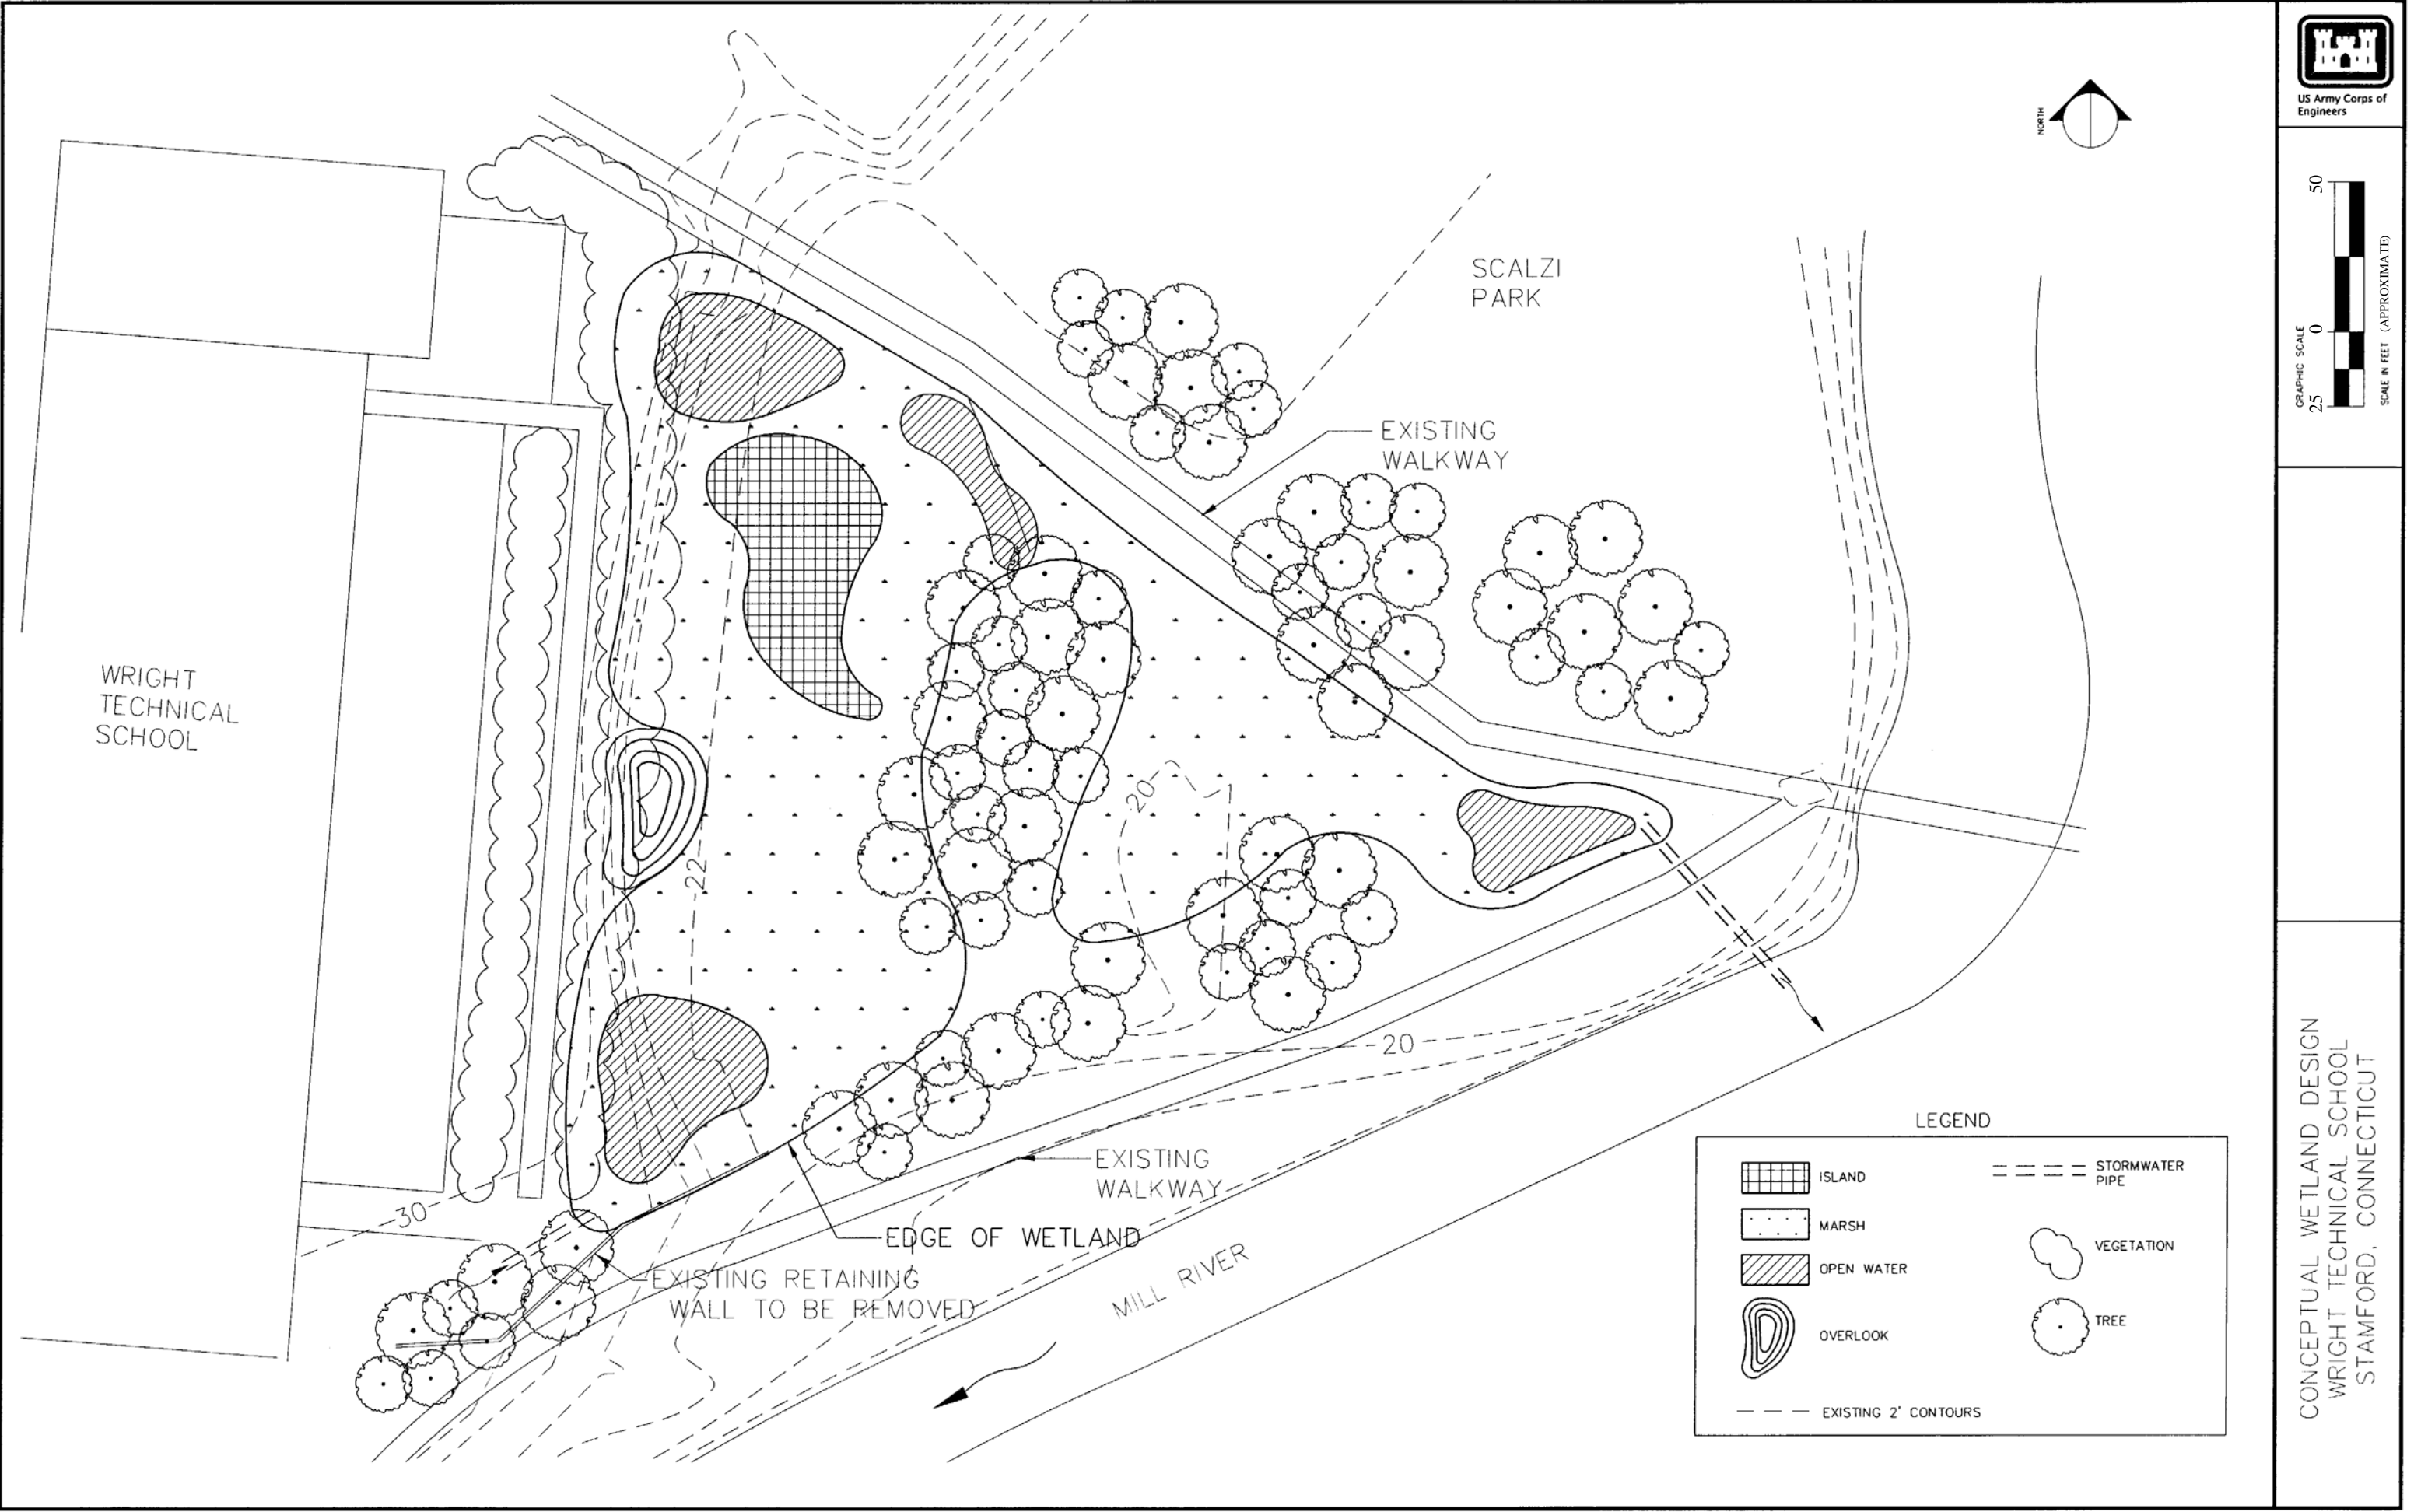 US Army Corps of
Engineers
NORTH
GRAPHIC SCALE
25 0 50
SCALE IN FEET (APPROXIMATE)
SCALZI
PARK
EXISTING
WALKWAY
WRIGHT
TECHNICAL
SCHOOL
20
22
20
30
EXISTING
WALKWAY
EDGE OF WETLAND
EXISTING RETAINING
WALL TO BE REMOVED
MILL RIVER
LEGEND
ISLAND
MARSH
OPEN WATER
OVERLOOK
EXISTING 2' CONTOURS
STORMWATER
PIPE
VEGETATION
TREE
CONCEPTUAL WETLAND DESIGN
WRIGHT TECHNICAL SCHOOL
STAMFORD, CONNECTICUT